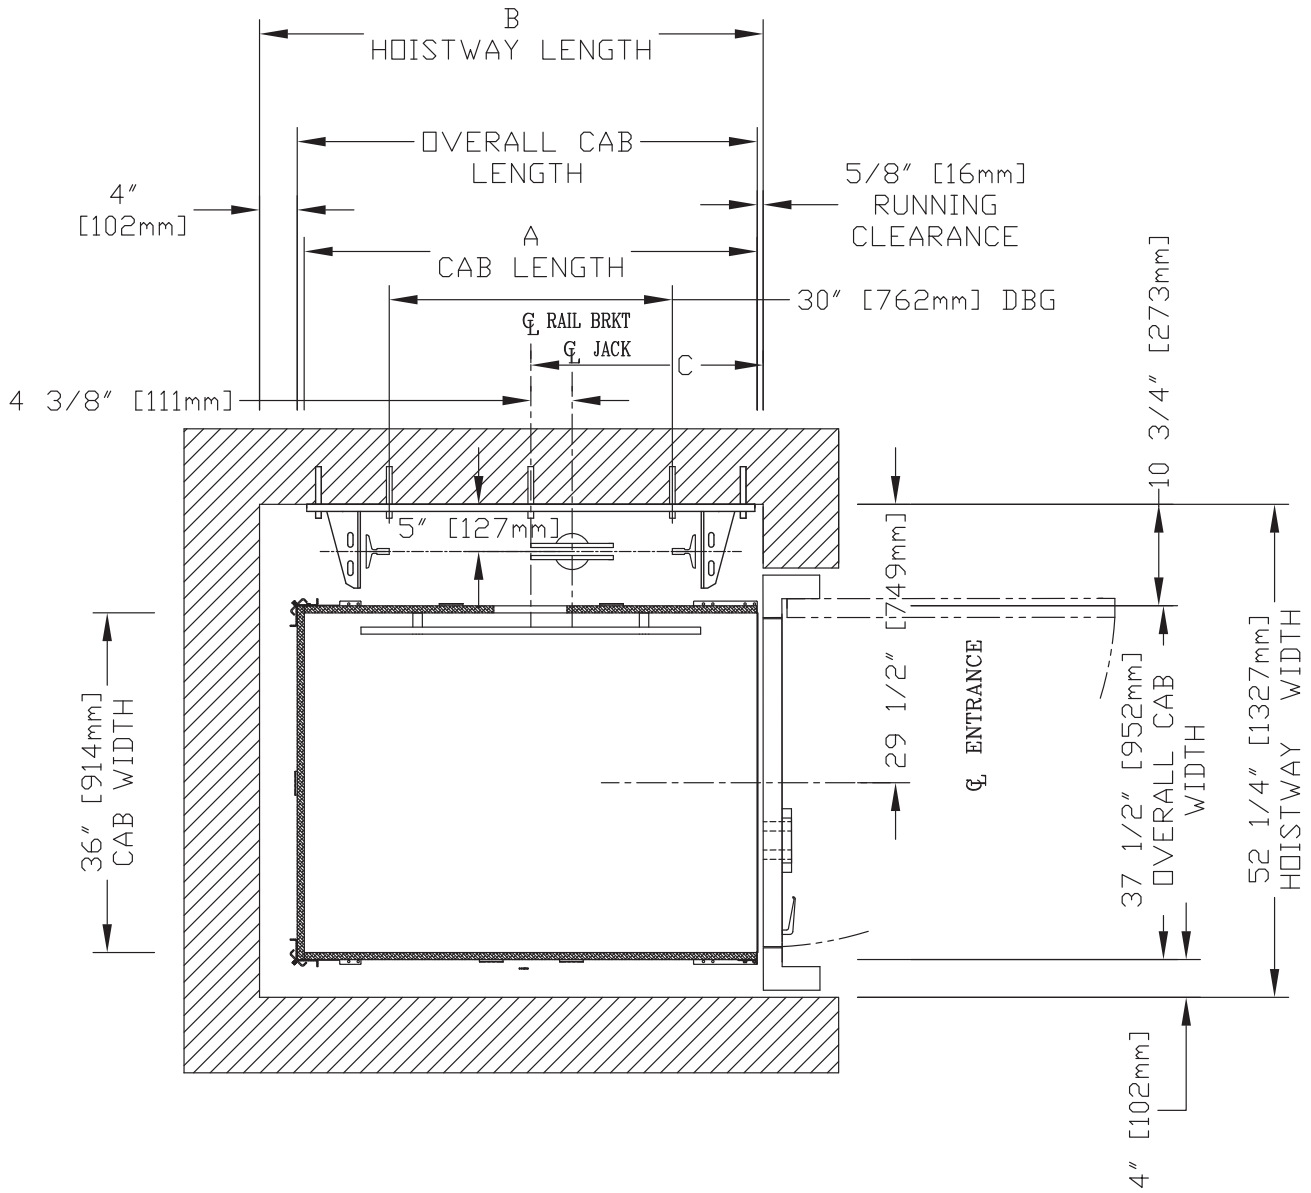 B
HOISTWAY LENGTH
OVERALL CAB
LENGTH
4"
[102mm]
5/8" [16mm]
RUNNING
CLEARANCE
A
CAB LENGTH
30" [762mm] DBG
℄ RAIL BRKT
℄ JACK
C
4 3/8" [111mm]
10 3/4" [273mm]
5" [127mm]
29 1/2" [749mm]
℄ ENTRANCE
36" [914mm]
CAB WIDTH
37 1/2" [952mm]
OVERALL CAB
WIDTH
52 1/4" [1327mm]
HOISTWAY WIDTH
4" [102mm]